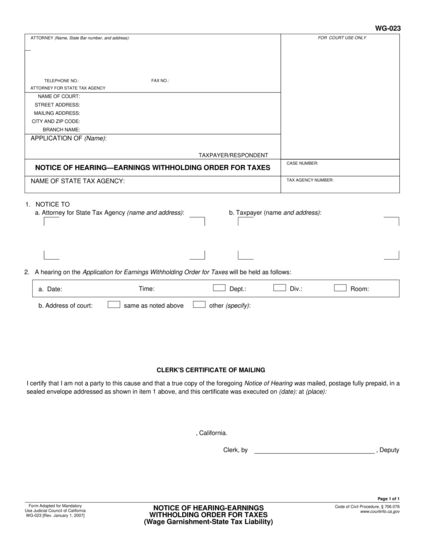 WG-023
ATTORNEY (Name, State Bar number, and address):
FOR COURT USE ONLY
TELEPHONE NO.: FAX NO.:
ATTORNEY FOR STATE TAX AGENCY
NAME OF COURT:
STREET ADDRESS:
MAILING ADDRESS:
CITY AND ZIP CODE:
BRANCH NAME:
APPLICATION OF (Name):
TAXPAYER/RESPONDENT
NOTICE OF HEARING—EARNINGS WITHHOLDING ORDER FOR TAXES
CASE NUMBER:
NAME OF STATE TAX AGENCY:
TAX AGENCY NUMBER:
1. NOTICE TO
a. Attorney for State Tax Agency (name and address): b. Taxpayer (name and address):
2. A hearing on the Application for Earnings Withholding Order for Taxes will be held as follows:
a. Date: Time: Dept.: Div.: Room:
b. Address of court: same as noted above other (specify):
CLERK'S CERTIFICATE OF MAILING
I certify that I am not a party to this cause and that a true copy of the foregoing Notice of Hearing was mailed, postage fully prepaid, in a
sealed envelope addressed as shown in item 1 above, and this certificate was executed on (date): at (place):
, California.
Clerk, by , Deputy
Page 1 of 1
Form Adopted for Mandatory
Use Judicial Council of California
WG-023 [Rev. January 1, 2007]
NOTICE OF HEARING-EARNINGS
WITHHOLDING ORDER FOR TAXES
(Wage Garnishment-State Tax Liability)
Code of Civil Procedure, § 706.076
www.courtinfo.ca.gov